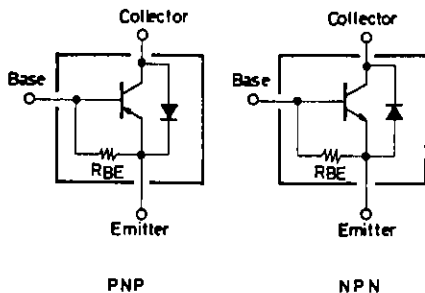 Collector
Base
RBE
Emitter
PNP
Collector
Base
RBE
Emitter
NPN